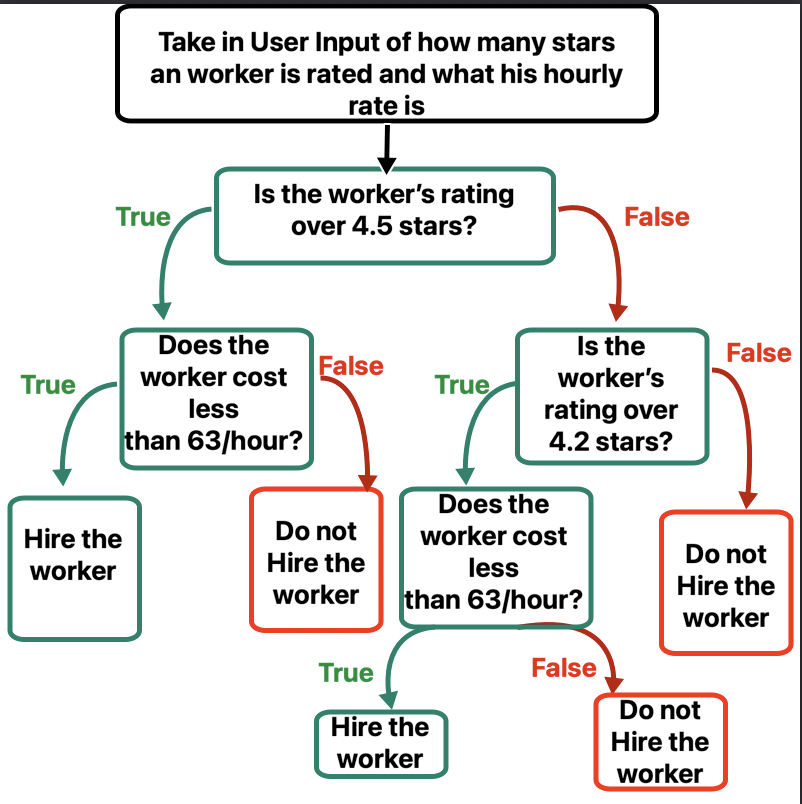 Take in User Input of how many stars
an worker is rated and what his hourly
rate is
Is the worker’s rating
over 4.5 stars?
True
False
Does the
worker cost
less
than 63/hour?
Is the
worker’s
rating over
4.2 stars?
True
False
True
False
Hire the
worker
Do not
Hire the
worker
Does the
worker cost
less
than 63/hour?
Do not
Hire the
worker
True
False
Hire the
worker
Do not
Hire the
worker